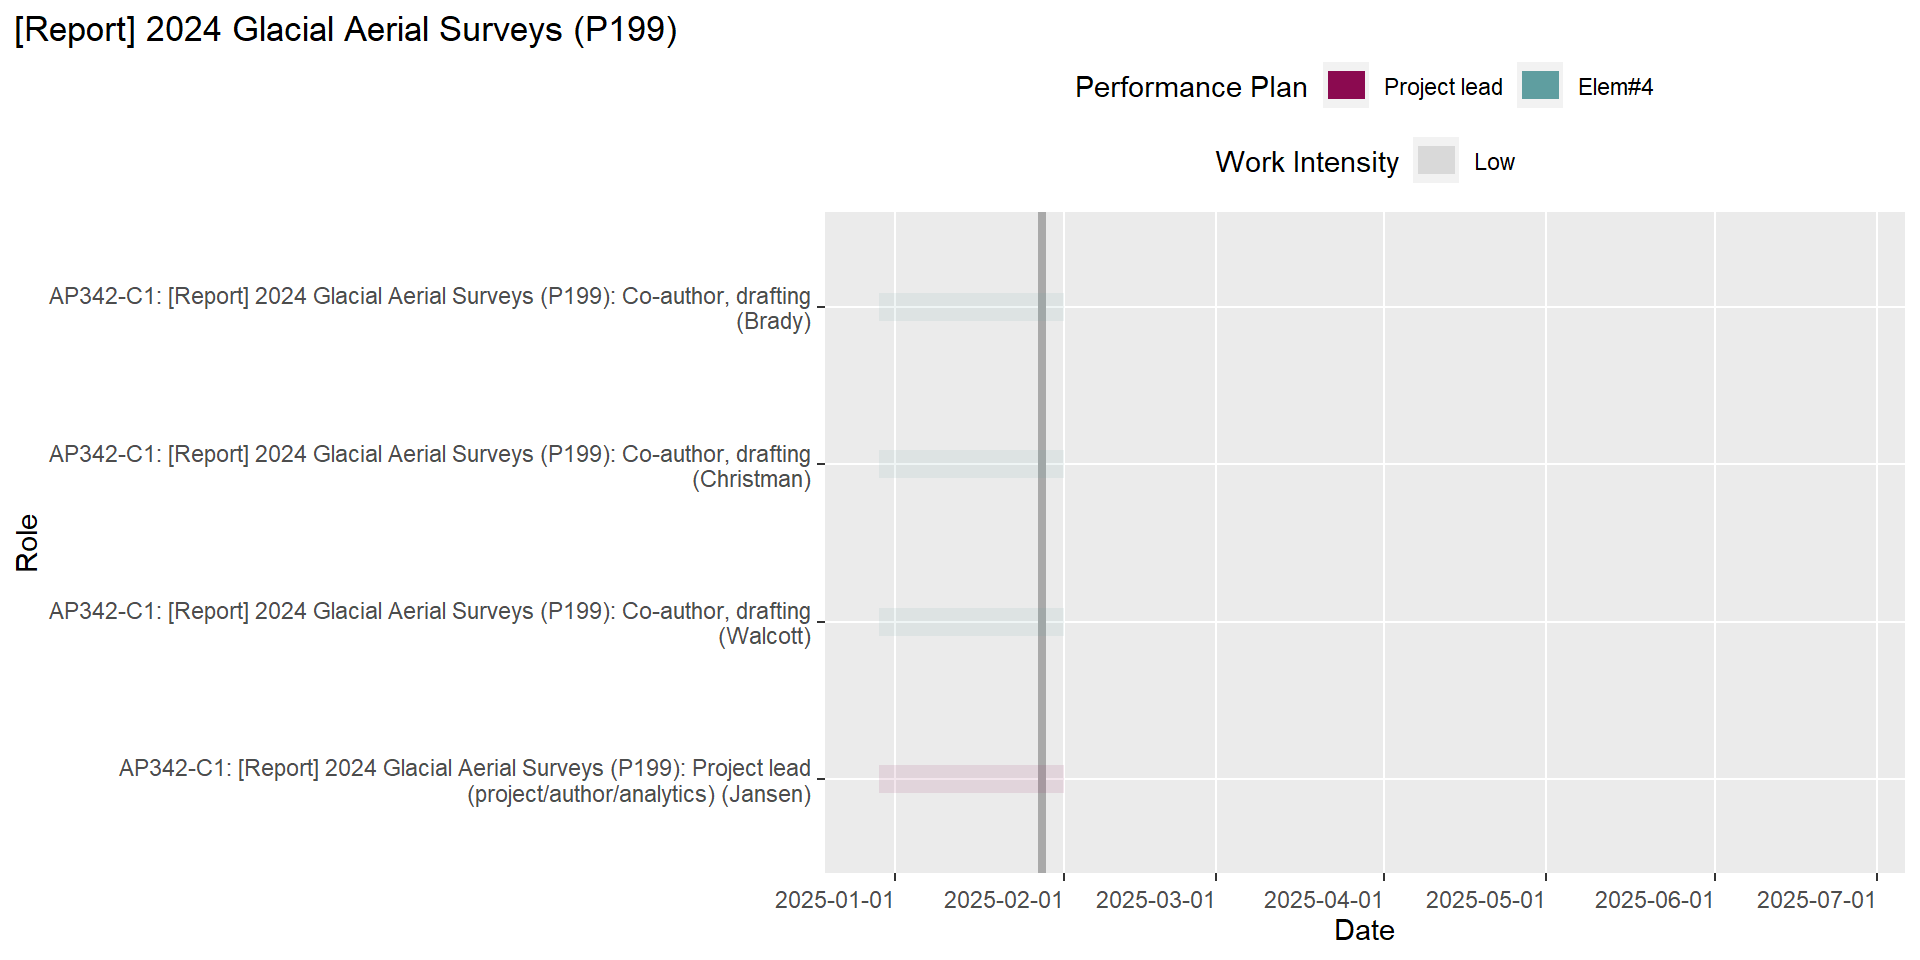 [Report] 2024 Glacial Aerial Surveys (P199)
Performance Plan Project lead Elem#4
Work Intensity Low
AP342-C1: [Report] 2024 Glacial Aerial Surveys (P199): Co-author, drafting
(Brady)
AP342-C1: [Report] 2024 Glacial Aerial Surveys (P199): Co-author, drafting
(Christman)
Role
AP342-C1: [Report] 2024 Glacial Aerial Surveys (P199): Co-author, drafting
(Walcott)
AP342-C1: [Report] 2024 Glacial Aerial Surveys (P199): Project lead
(project/author/analytics) (Jansen)
2025-01-01 2025-02-01 2025-03-01 2025-04-01 2025-05-01 2025-06-01 2025-07-01
Date